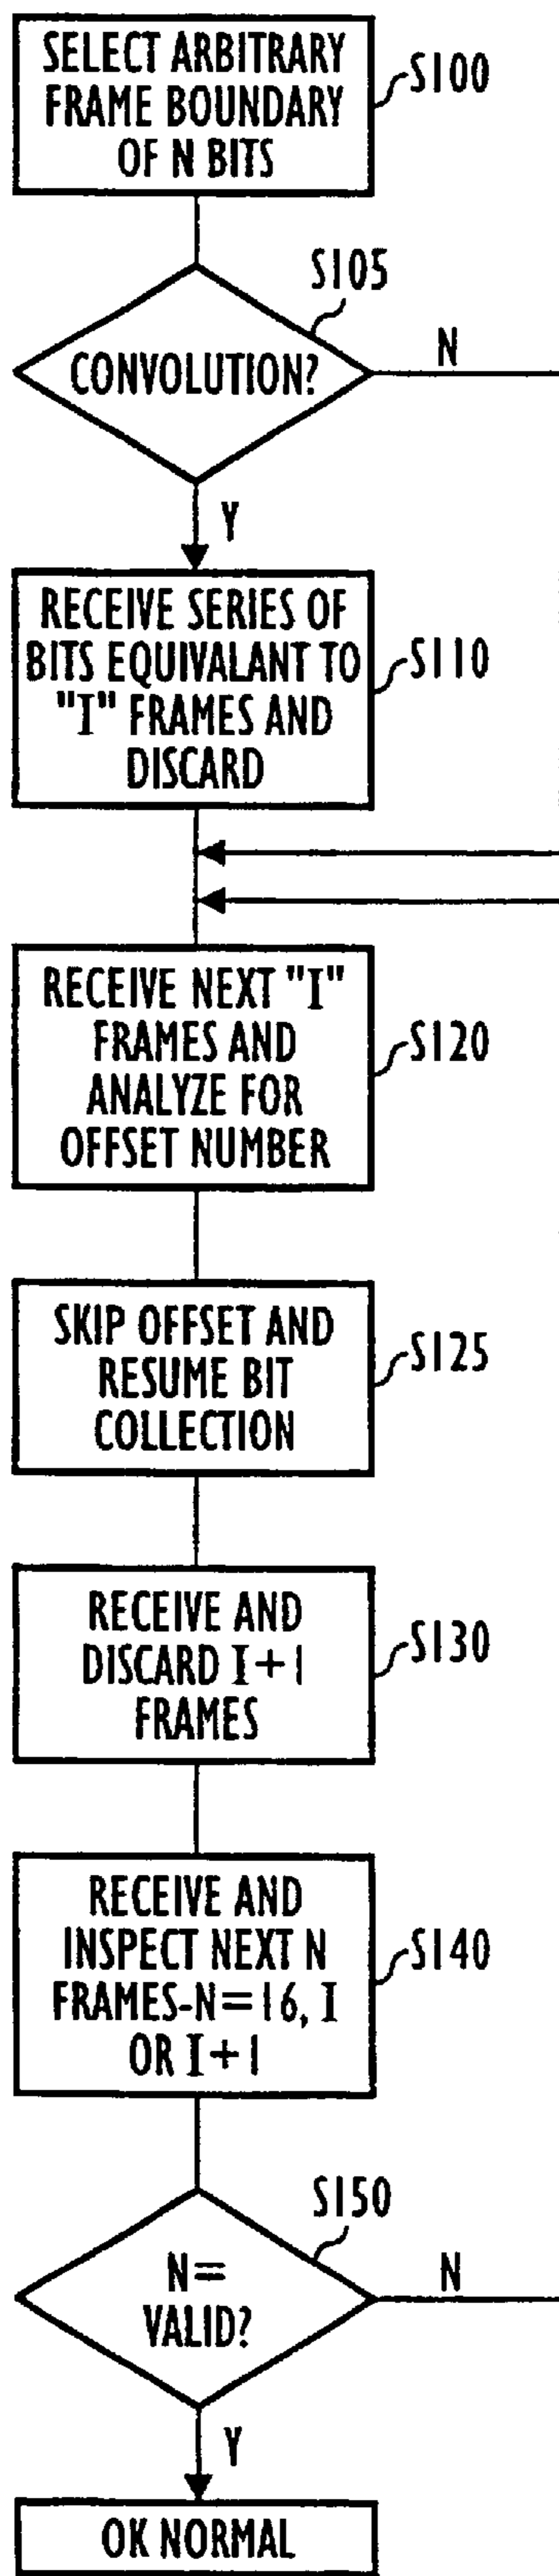 SELECT ARBITRARY
FRAME BOUNDARY
OF N BITS
S100
S105
CONVOLUTION?
N
Y
RECEIVE SERIES OF
BITS EQUIVALANT TO
"I" FRAMES AND
DISCARD
S110
RECEIVE NEXT "I"
FRAMES AND
ANALYZE FOR
OFFSET NUMBER
S120
SKIP OFFSET AND
RESUME BIT
COLLECTION
S125
RECEIVE AND
DISCARD I+1
FRAMES
S130
RECEIVE AND
INSPECT NEXT N
FRAMES-N=16, I
OR I+1
S140
S150
N=
VALID?
N
Y
OK NORMAL